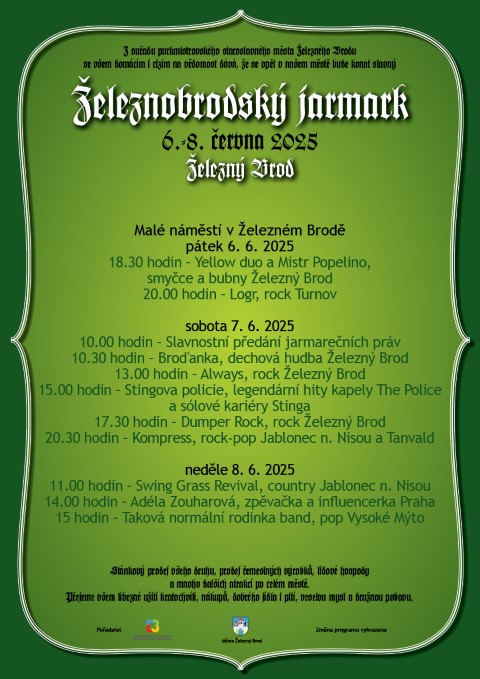 Z ouřadu purkmistrovského staroslavného města Železného Brodu
se všem domácím i cizím na vědomost dává, že se opět v našem městě bude konat slavný
Železnobrodský jarmark
6.-8. června 2025
Železný Brod
Malé náměstí v Železném Brodě
pátek 6. 6. 2025
18.30 hodin – Yellow duo a Mistr Popelino,
smyčce a bubny Železný Brod
20.00 hodin – Logr, rock Turnov
sobota 7. 6. 2025
10.00 hodin – Slavnostní předání jarmarečních práv
10.30 hodin – Broďanka, dechová hudba Železný Brod
13.00 hodin – Always, rock Železný Brod
15.00 hodin – Stingova policie, legendární hity kapely The Police
a sólové kariéry Stinga
17.30 hodin – Dumper Rock, rock Železný Brod
20.30 hodin – Kompress, rock-pop Jablonec n. Nisou a Tanvald
neděle 8. 6. 2025
11.00 hodin – Swing Grass Revival, country Jablonec n. Nisou
14.00 hodin – Adéla Zouharová, zpěvačka a influencerka Praha
15 hodin – Taková normální rodinka band, pop Vysoké Mýto
Stánkový prodej všeho druhu, prodej řemeslných výrobků, lidové hospody
a mnoho dalších atrakcí po celém městě.
Přejeme všem líbezné užití kratochvílí, nákupů, dobrého jídla i pití, veselou mysl a družnou pobavu.
Pořadatel
Město Železný Brod
Změna programu vyhrazena